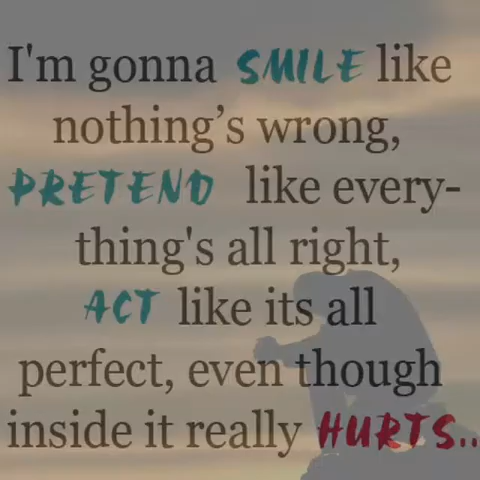 I'm gonna SMILE like
nothing’s wrong,
PRETEND like every-
thing's all right,
ACT like its all
perfect, even though
inside it really HURTS..